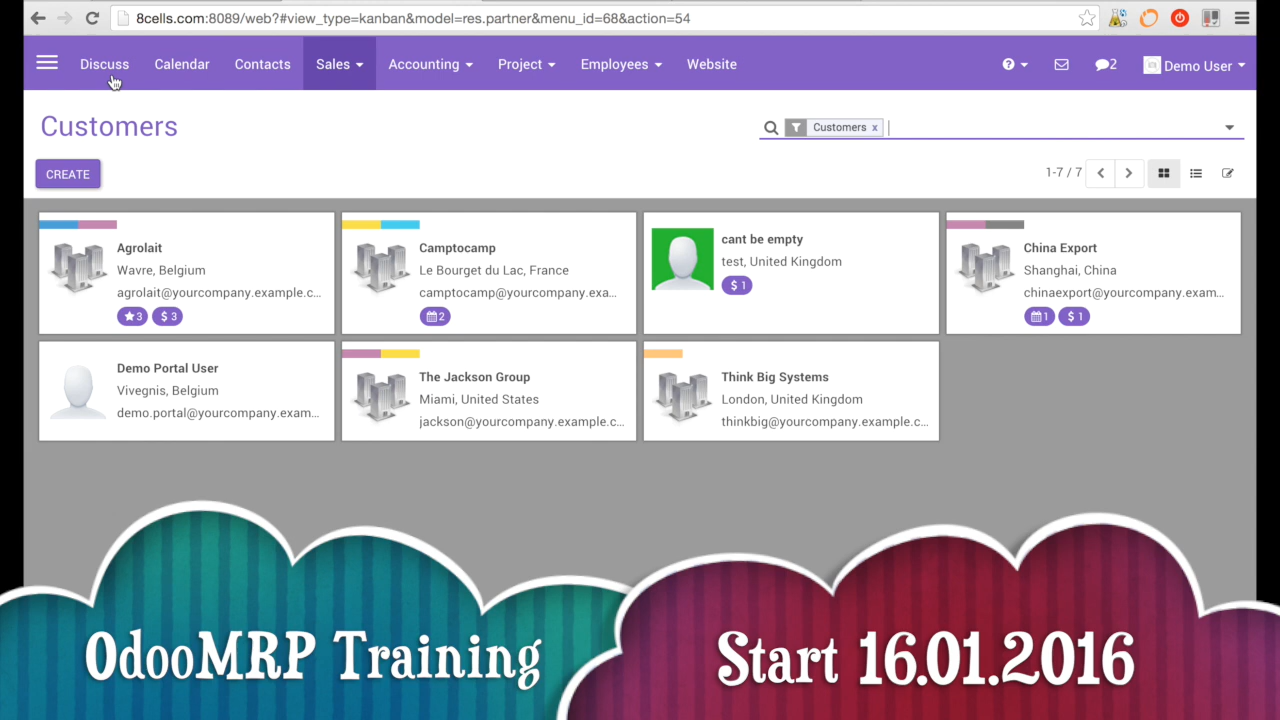 8cells.com:8089/web?#view_type=kanban&model=res.partner&menu_id=68&action=54
Discuss Calendar Contacts Sales Accounting Project Employees Website ? 2 Demo User
Customers
Customers x
CREATE
1-7 / 7
Agrolait
Wavre, Belgium
agrolait@yourcompany.example.c...
3 $ 3
Camptocamp
Le Bourget du Lac, France
camptocamp@yourcompany.exa...
2
cant be empty
test, United Kingdom
$ 1
China Export
Shanghai, China
chinaexport@yourcompany.exam...
1 $ 1
Demo Portal User
Vivegnis, Belgium
demo.portal@yourcompany.exam...
The Jackson Group
Miami, United States
jackson@yourcompany.example.c...
Think Big Systems
London, United Kingdom
thinkbig@yourcompany.example.c...
OdooMRP Training
Start 16.01.2016